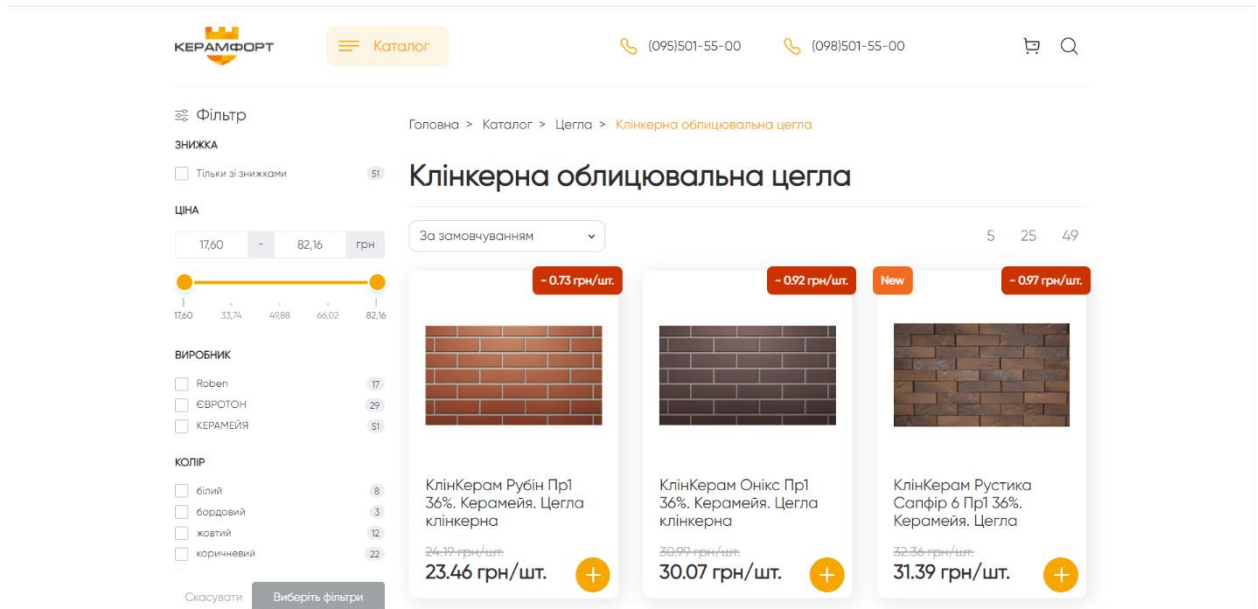 КЕРАМФОРТ
Каталог
(095)501-55-00
(098)501-55-00
Фільтр
ЗНИЖКА
Тільки зі знижками 51
ЦІНА
17,60 - 82,16 грн
17,60 33,74 49,88 66,02 82,16
ВИРОБНИК
Roben 17
ЄВРОТОН 29
КЕРАМЕЙЯ 51
КОЛІР
білий 8
бордовий 3
жовтий 12
коричневий 22
Скасувати Виберіть фільтри
Головна > Каталог > Цегла > Клінкерна облицювальна цегла
Клінкерна облицювальна цегла
За замовчуванням
5 25 49
- 0.73 грн/шт.
КлінКерам Рубін Пр1
36%. Керамейя. Цегла
клінкерна
24.19 грн/шт.
23.46 грн/шт.
- 0.92 грн/шт.
КлінКерам Онікс Пр1
36%. Керамейя. Цегла
клінкерна
30.99 грн/шт.
30.07 грн/шт.
New
- 0.97 грн/шт.
КлінКерам Рустика
Сапфір 6 Пр1 36%.
Керамейя. Цегла
32.36 грн/шт.
31.39 грн/шт.